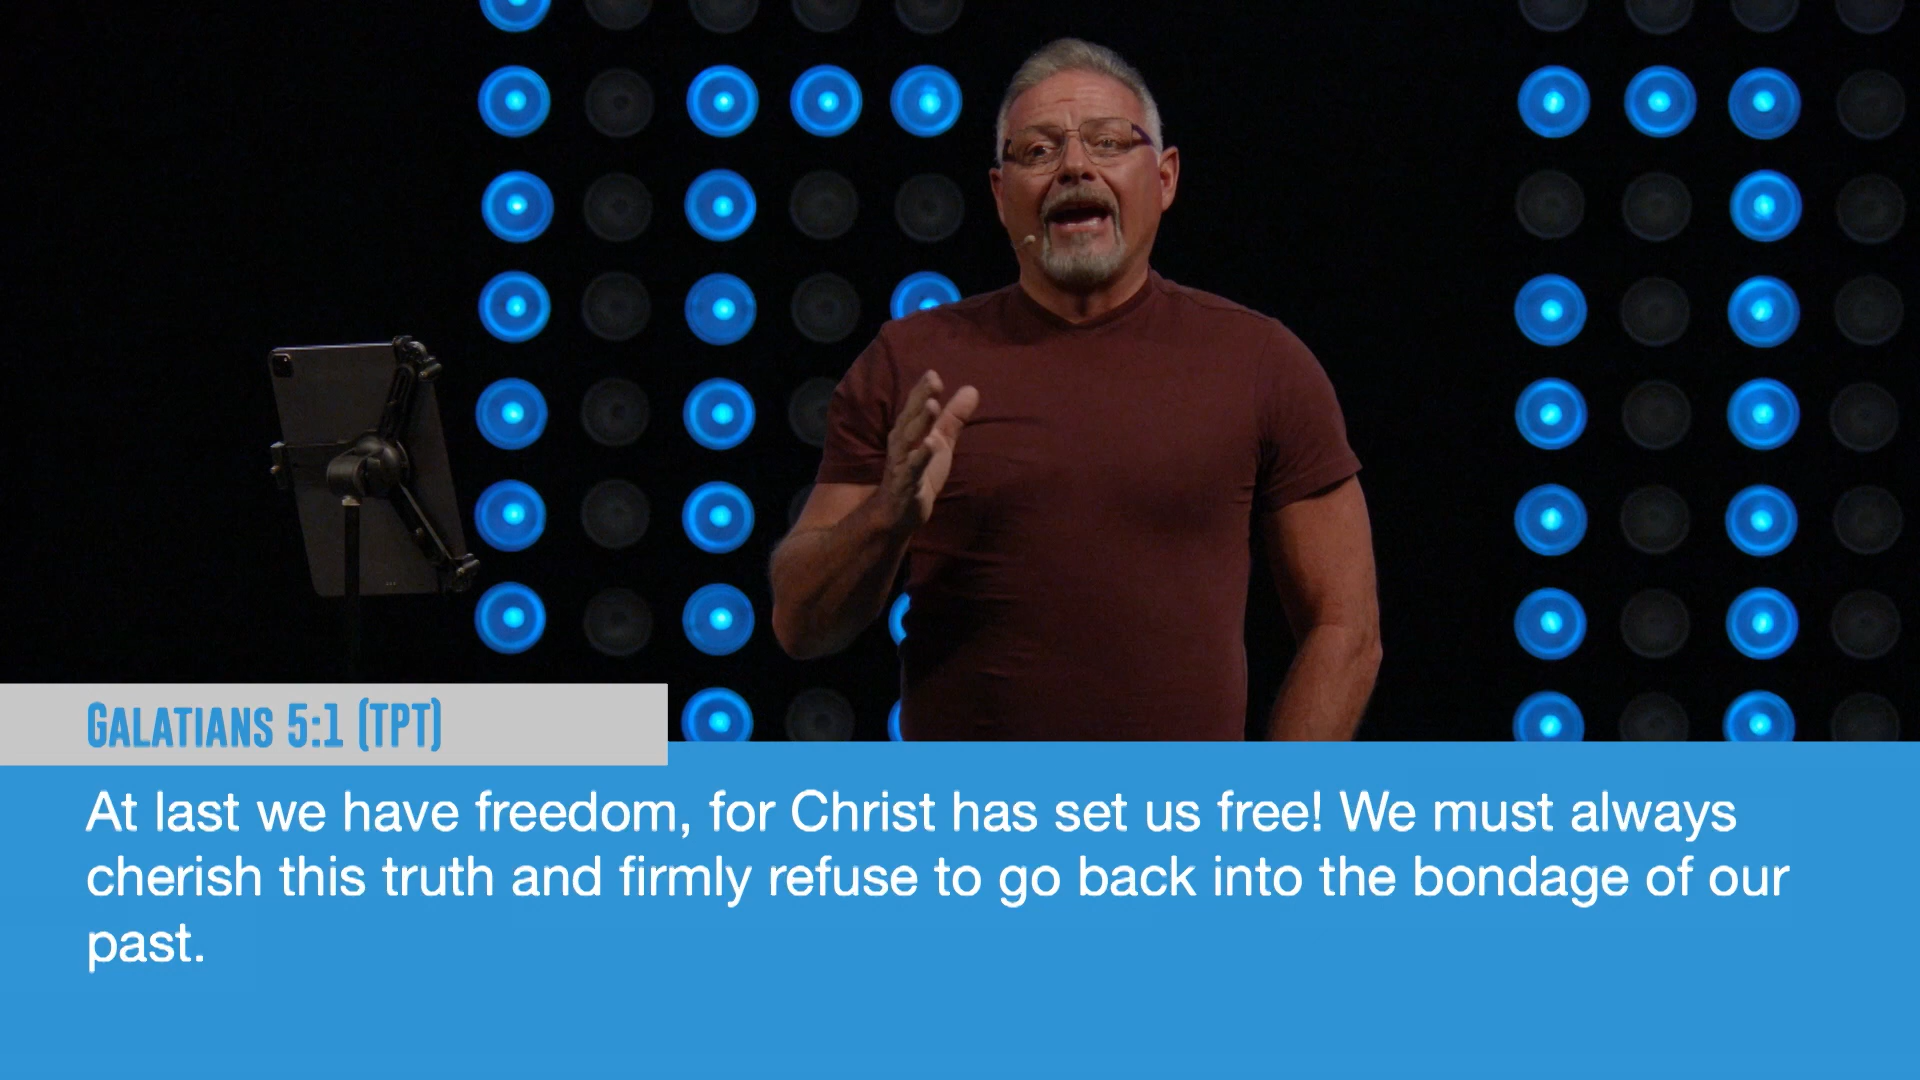 Galatians 5:1 (TPT)
At last we have freedom, for Christ has set us free! We must always
cherish this truth and firmly refuse to go back into the bondage of our
past.